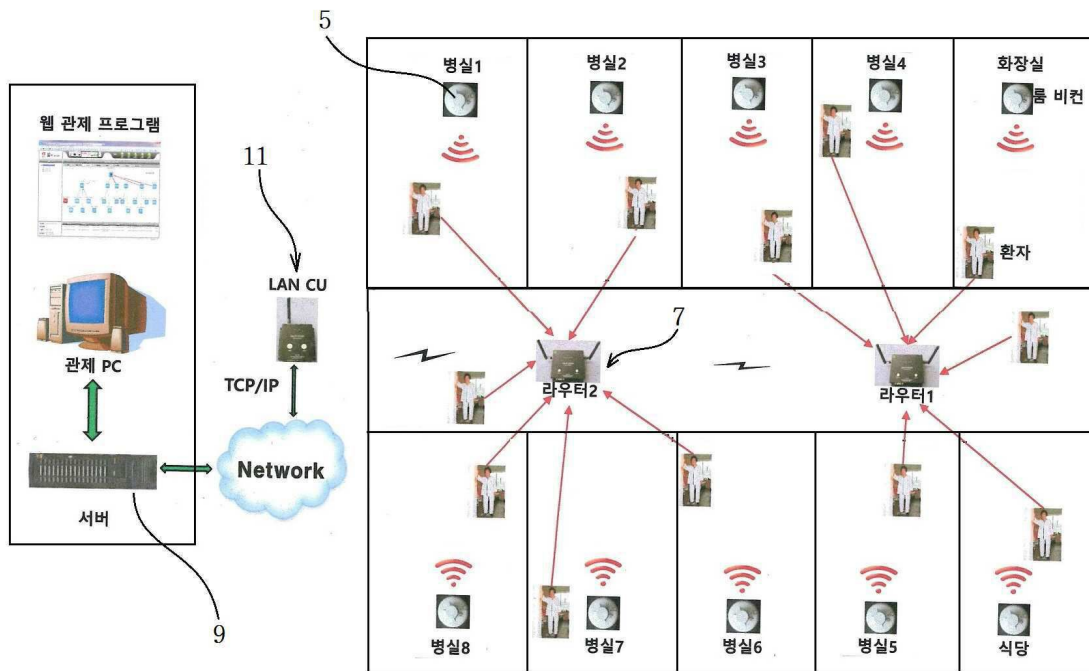 5
병실1
병실2
병실3
병실4
화장실
룸 비컨
웹 관제 프로그램
11
LAN CU
환자
관제 PC
TCP/IP
7
라우터2
라우터1
Network
서버
9
병실8
병실7
병실6
병실5
식당